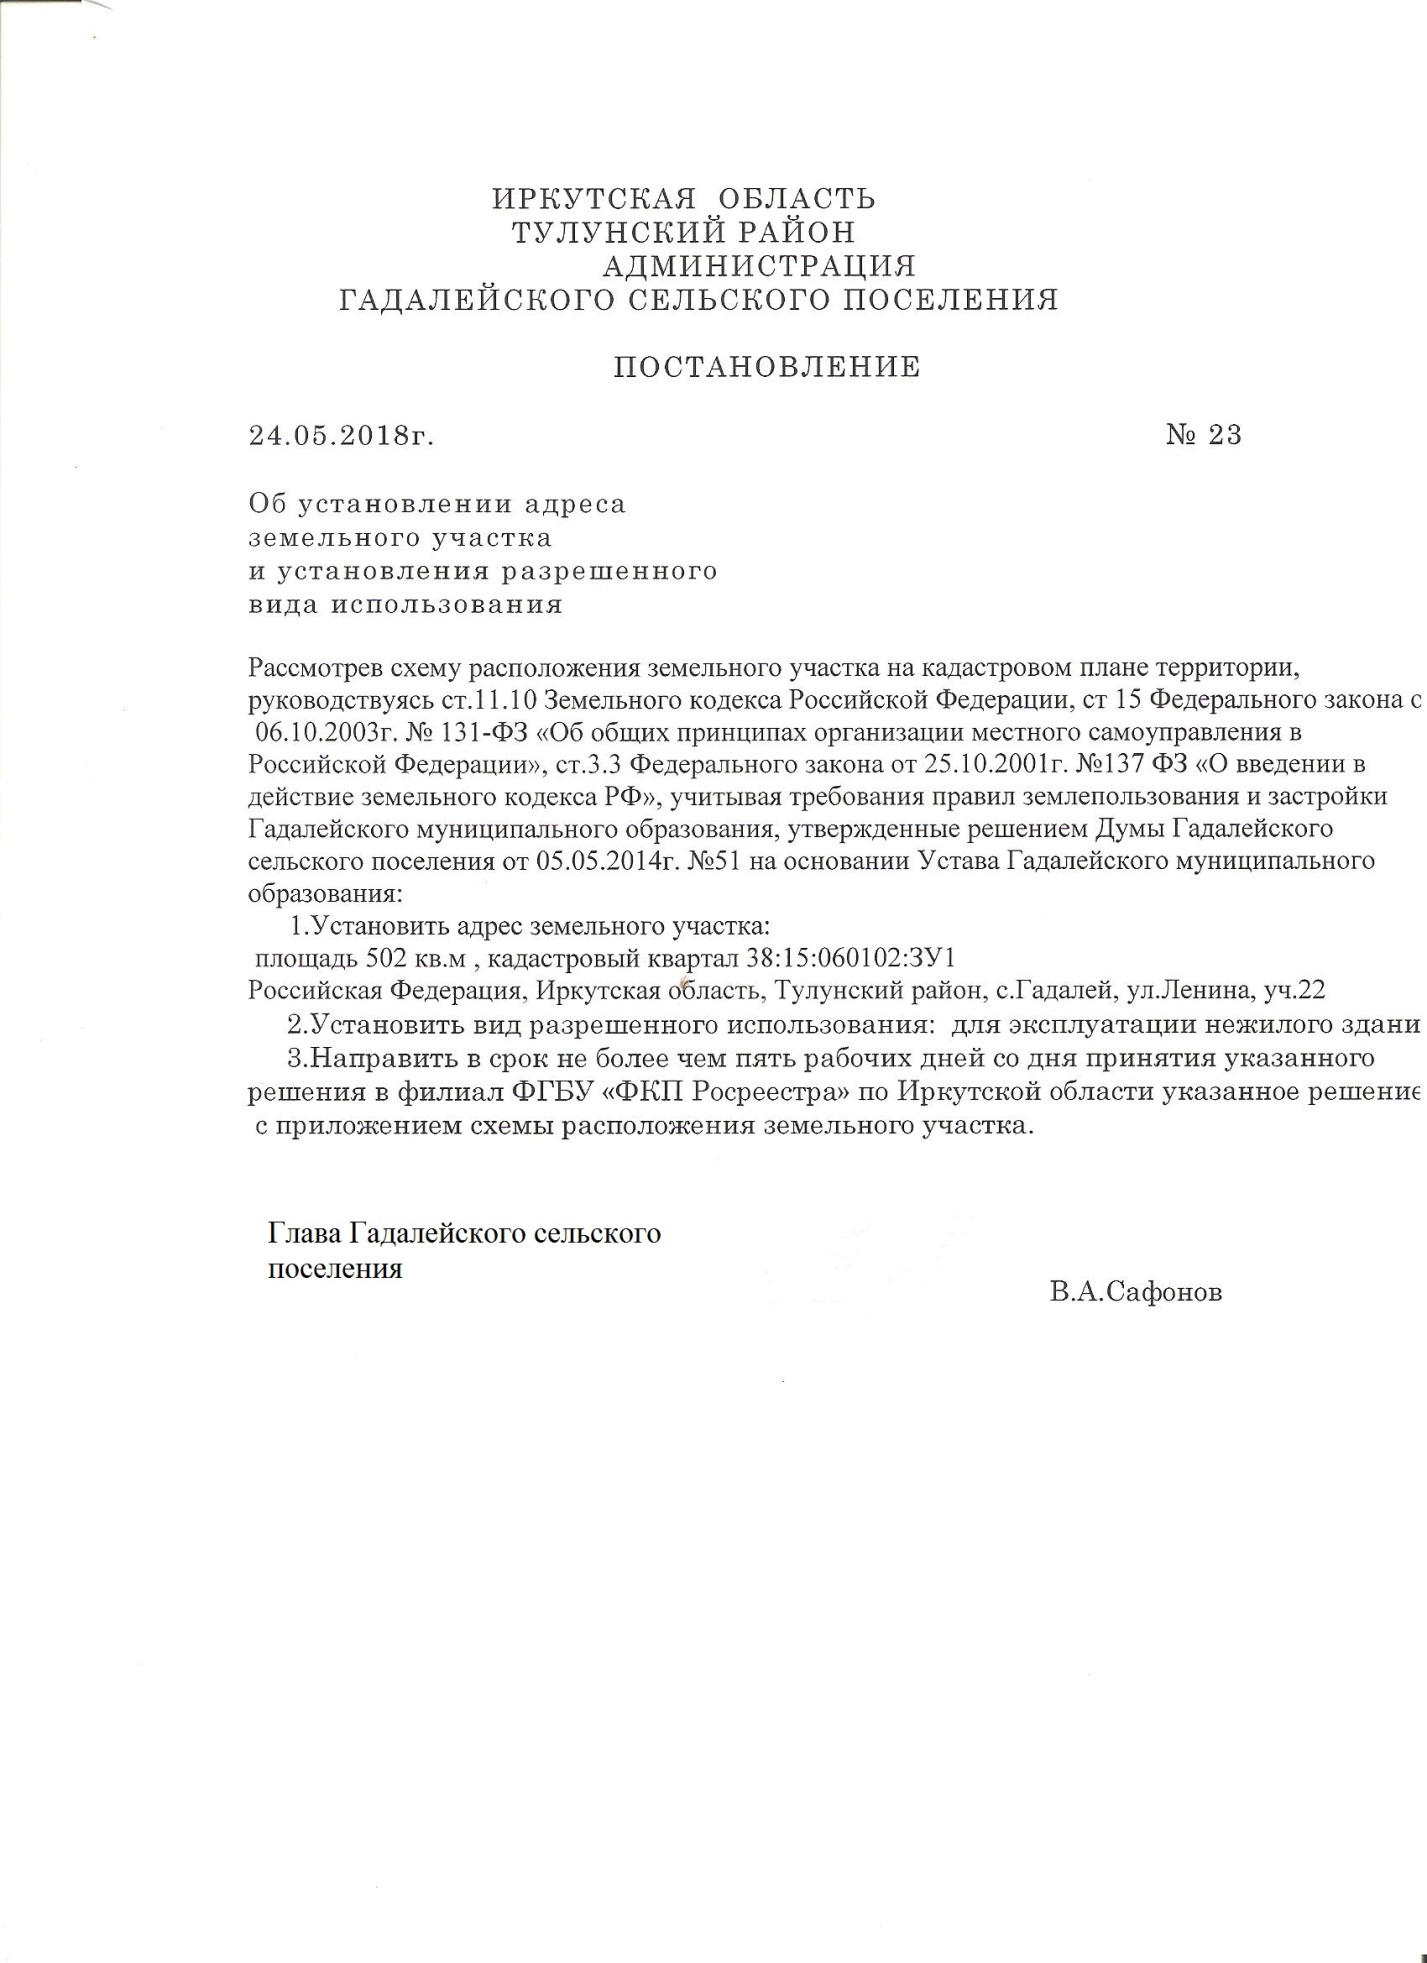 ИРКУТСКАЯ ОБЛАСТЬ
ТУЛУНСКИЙ РАЙОН
АДМИНИСТРАЦИЯ
ГАДАЛЕЙСКОГО СЕЛЬСКОГО ПОСЕЛЕНИЯ
ПОСТАНОВЛЕНИЕ
24.05.2018г. № 23
Об установлении адреса
земельного участка
и установления разрешенного
вида использования
Рассмотрев схему расположения земельного участка на кадастровом плане территории,
руководствуясь ст.11.10 Земельного кодекса Российской Федерации, ст 15 Федерального закона с
06.10.2003г. № 131-ФЗ «Об общих принципах организации местного самоуправления в
Российской Федерации», ст.3.3 Федерального закона от 25.10.2001г. №137 ФЗ «О введении в
действие земельного кодекса РФ», учитывая требования правил землепользования и застройки
Гадалейского муниципального образования, утвержденные решением Думы Гадалейского
сельского поселения от 05.05.2014г. №51 на основании Устава Гадалейского муниципального
образования:
1.Установить адрес земельного участка:
площадь 502 кв.м , кадастровый квартал 38:15:060102:ЗУ1
Российская Федерация, Иркутская область, Тулунский район, с.Гадалей, ул.Ленина, уч.22
2.Установить вид разрешенного использования: для эксплуатации нежилого здани
3.Направить в срок не более чем пять рабочих дней со дня принятия указанного
решения в филиал ФГБУ «ФКП Росреестра» по Иркутской области указанное решение
с приложением схемы расположения земельного участка.
Глава Гадалейского сельского
поселения
В.А.Сафонов